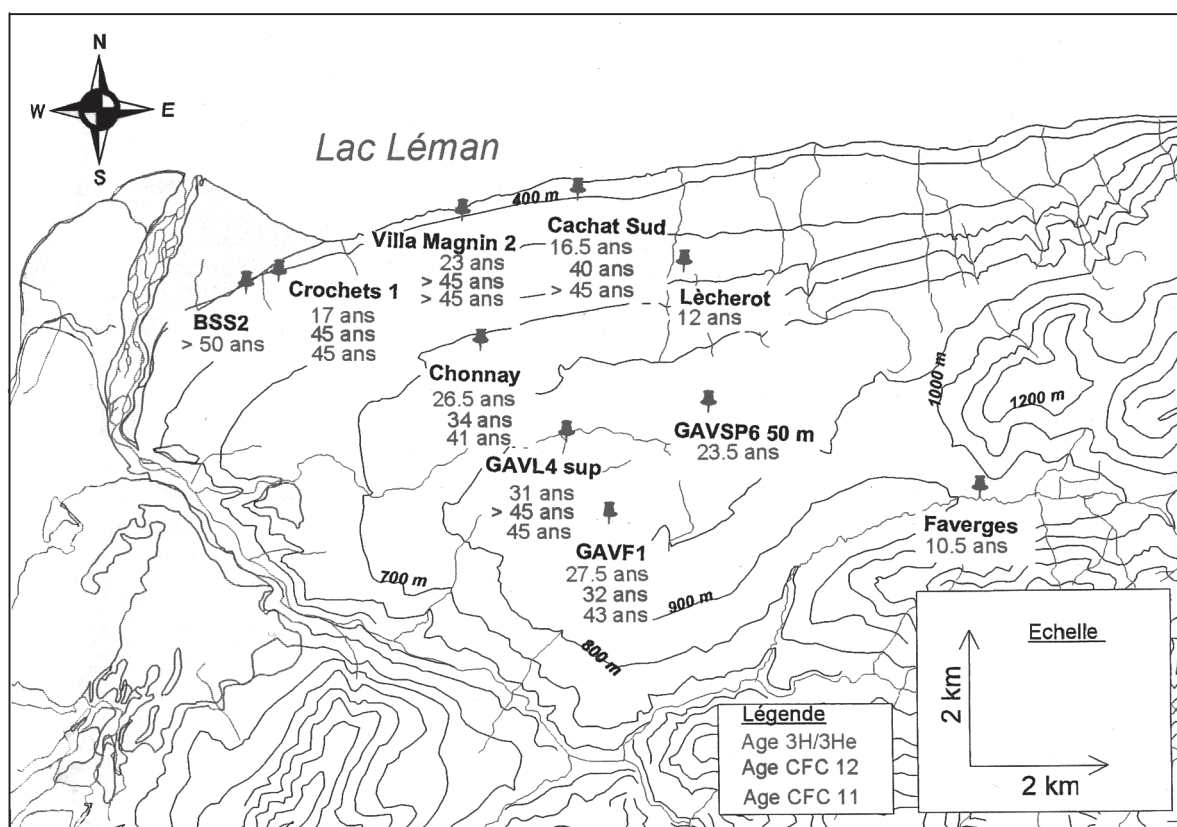 N
W
E
S
Lac Léman
400 m
Villa Magnin 2
23 ans
> 45 ans
> 45 ans
Cachat Sud
16.5 ans
40 ans
> 45 ans
Crochets 1
17 ans
45 ans
45 ans
BSS2
> 50 ans
Lècherot
12 ans
Chonnay
26.5 ans
34 ans
41 ans
1000 m
1200 m
GAVSP6 50 m
23.5 ans
GAVL4 sup
31 ans
> 45 ans
45 ans
Faverges
10.5 ans
GAVF1
27.5 ans
32 ans
43 ans
700 m
900 m
800 m
Echelle
2 km
2 km
Légende
Age 3H/3He
Age CFC 12
Age CFC 11